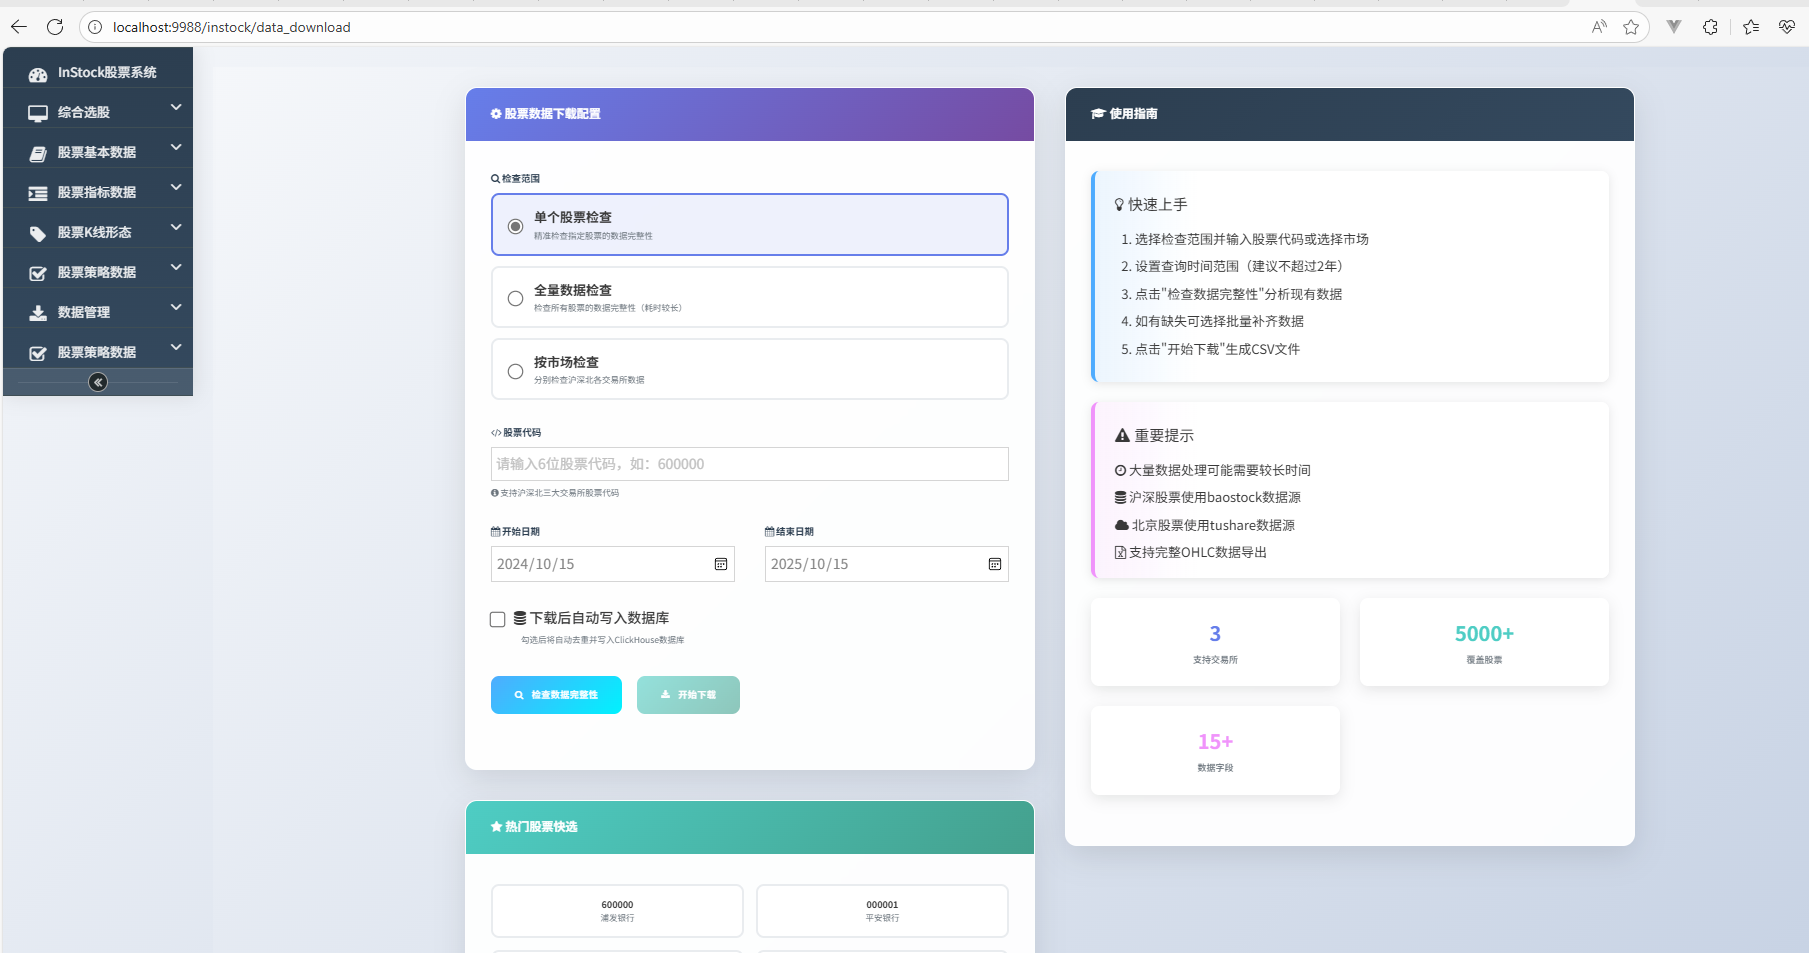 localhost:9988/instock/data_download
InStock股票系统
综合选股
股票基本数据
股票指标数据
股票K线形态
股票策略数据
数据管理
股票策略数据
股票数据下载配置
检查范围
单个股票检查
精准检查指定股票的数据完整性
全量数据检查
检查所有股票的数据完整性（耗时较长）
按市场检查
分别检查沪深北各交易所数据
股票代码
请输入6位股票代码，如：600000
支持沪深北三大交易所股票代码
开始日期
结束日期
2024/10/15
2025/10/15
下载后自动写入数据库
勾选后将自动去重并写入ClickHouse数据库
检查数据完整性
开始下载
热门股票快选
600000
浦发银行
000001
平安银行
使用指南
快速上手
1. 选择检查范围并输入股票代码或选择市场
2. 设置查询时间范围（建议不超过2年）
3. 点击"检查数据完整性"分析现有数据
4. 如有缺失可选择批量补齐数据
5. 点击"开始下载"生成CSV文件
重要提示
大量数据处理可能需要较长时间
沪深股票使用baostock数据源
北京股票使用tushare数据源
支持完整OHLC数据导出
3
支持交易所
5000+
覆盖股票
15+
数据字段